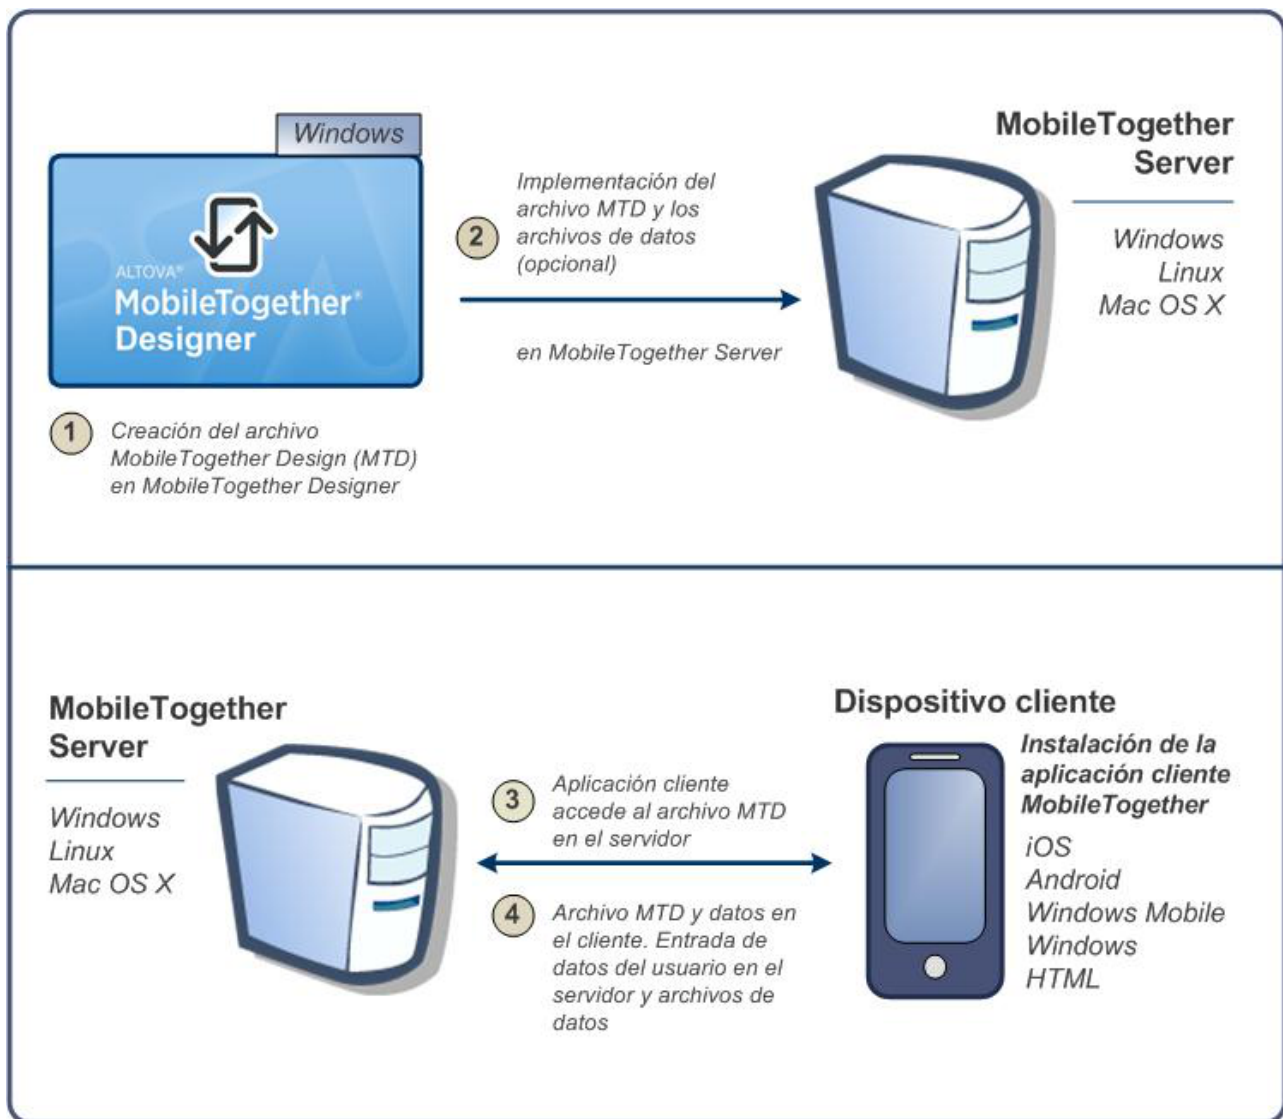 Windows
ALTOVA®
MobileTogether®
Designer
1
Creación del archivo
MobileTogether Design (MTD)
en MobileTogether Designer
2
Implementación del
archivo MTD y los
archivos de datos
(opcional)
en MobileTogether Server
MobileTogether
Server
Windows
Linux
Mac OS X
MobileTogether
Server
Windows
Linux
Mac OS X
3
Aplicación cliente
accede al archivo MTD
en el servidor
4
Archivo MTD y datos en
el cliente. Entrada de
datos del usuario en el
servidor y archivos de
datos
Dispositivo cliente
Instalación de la
aplicación cliente
MobileTogether
iOS
Android
Windows Mobile
Windows
HTML